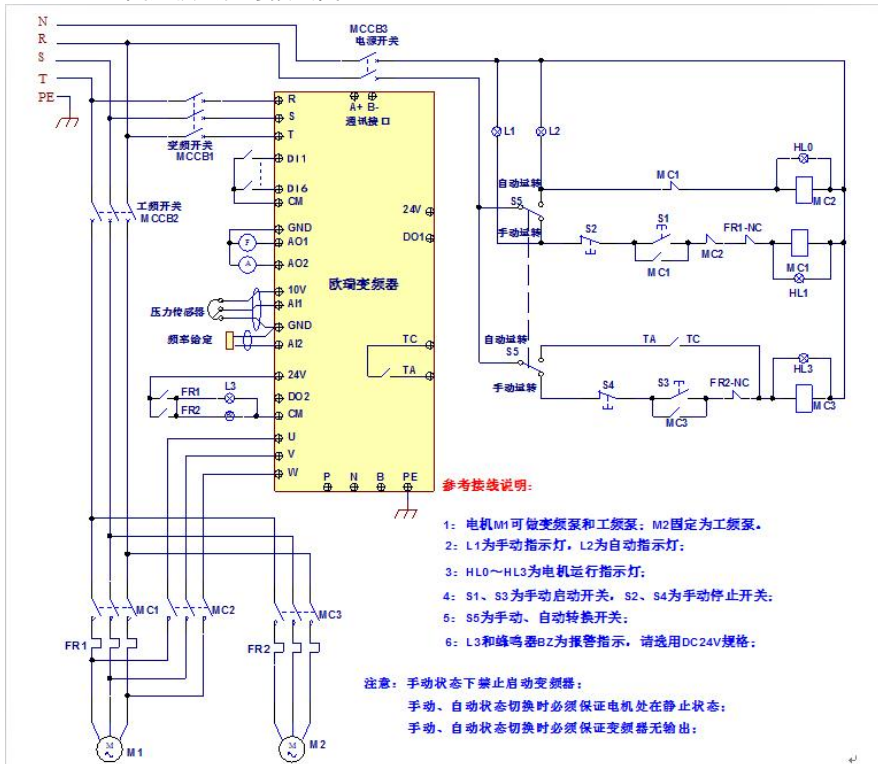 N
R
S
T
PE
MCCB3
电源开关
变频开关
MCCB1
工频开关
MCCB2
R
S
T
DI1
DI6
CM
GND
AO1
AO2
10V
AI1
GND
AI2
24V
DO2
CM
U
V
W
A+ B-
通讯接口
24V
DO1
欧瑞变频器
TC
TA
P N B PE
F
A
压力传感器
频率给定
FR1
L3
FR2
L1
L2
自动运转
S5
手动运转
MC1
HL0
MC2
S2
S1
MC1
MC2
FR1-NC
MC1
HL1
自动运转
S5
手动运转
TA
TC
S4
S3
MC3
FR2-NC
HL3
MC3
MC1
MC2
MC3
FR1
FR2
M
M1
M
M2
参考接线说明:
1: 电机M1可做变频泵和工频泵; M2固定为工频泵。
2: L1为手动指示灯, L2为自动指示灯;
3: HL0～HL3为电机运行指示灯;
4: S1、S3为手动启动开关, S2、S4为手动停止开关;
5: S5为手动、自动转换开关;
6: L3和蜂鸣器BZ为报警指示, 请选用DC24V规格;
注意: 手动状态下禁止启动变频器;
手动、自动状态切换时必须保证电机处在静止状态;
手动、自动状态切换时必须保证变频器无输出;